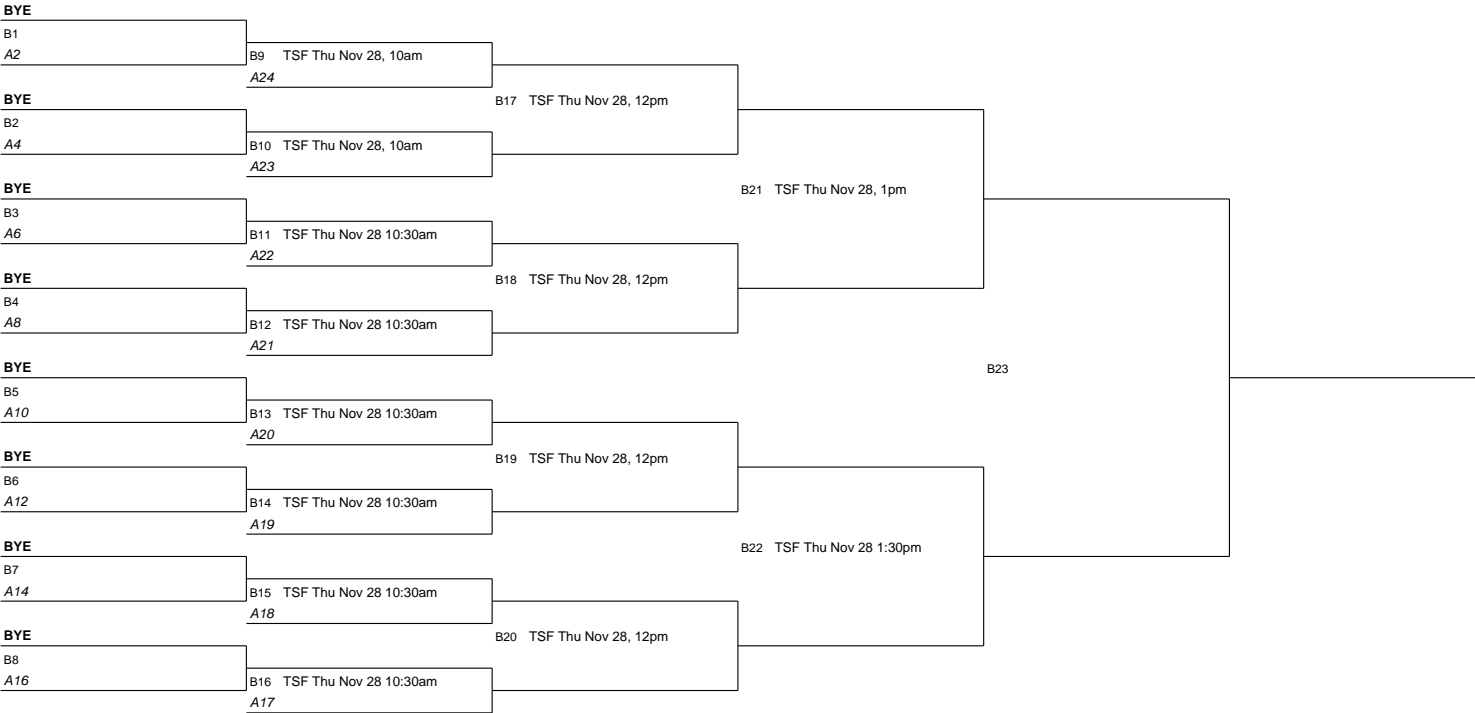 BYE
B1
A2
B9 TSF Thu Nov 28, 10am
A24
BYE
B17 TSF Thu Nov 28, 12pm
B2
A4
B10 TSF Thu Nov 28, 10am
A23
BYE
B21 TSF Thu Nov 28, 1pm
B3
A6
B11 TSF Thu Nov 28 10:30am
A22
BYE
B18 TSF Thu Nov 28, 12pm
B4
A8
B12 TSF Thu Nov 28 10:30am
A21
BYE
B23
B5
A10
B13 TSF Thu Nov 28 10:30am
A20
BYE
B19 TSF Thu Nov 28, 12pm
B6
A12
B14 TSF Thu Nov 28 10:30am
A19
BYE
B22 TSF Thu Nov 28 1:30pm
B7
A14
B15 TSF Thu Nov 28 10:30am
A18
BYE
B20 TSF Thu Nov 28, 12pm
B8
A16
B16 TSF Thu Nov 28 10:30am
A17